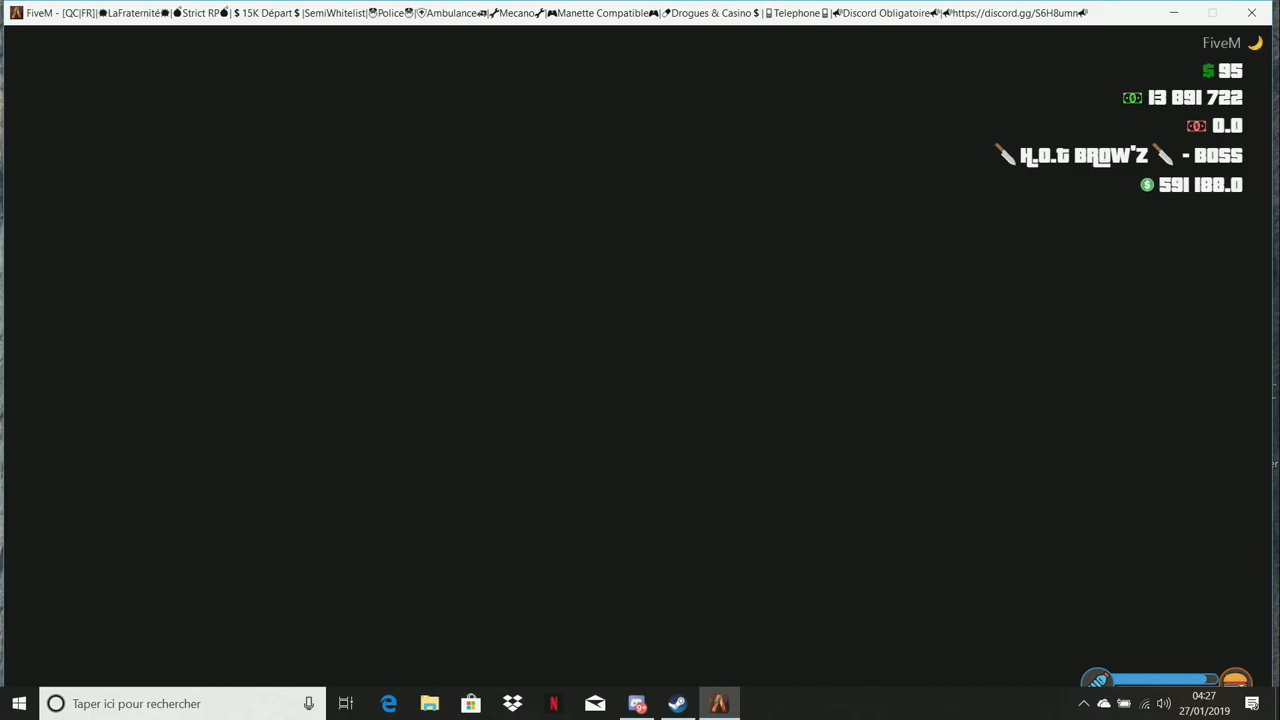 FiveM - [QC|FR]|✹LaFraternité✹|💣Strict RP💣|$ 15K Départ $|SemiWhitelist|👮Police👮|🚑Ambulance🚑|🔧Mecano🔧|🎮Manette Compatible🎮|💊Drogues & Casino $|📱Telephone📱|📣Discord Obligatoire📣|📣https://discord.gg/S6H8umn📣
FiveM 🌙
$ 95
13 891 722
0.0
🔪 H.O.T BROW'Z 🔪 - BOSS
591 188.0
Taper ici pour rechercher
9+
04:27
27/01/2019